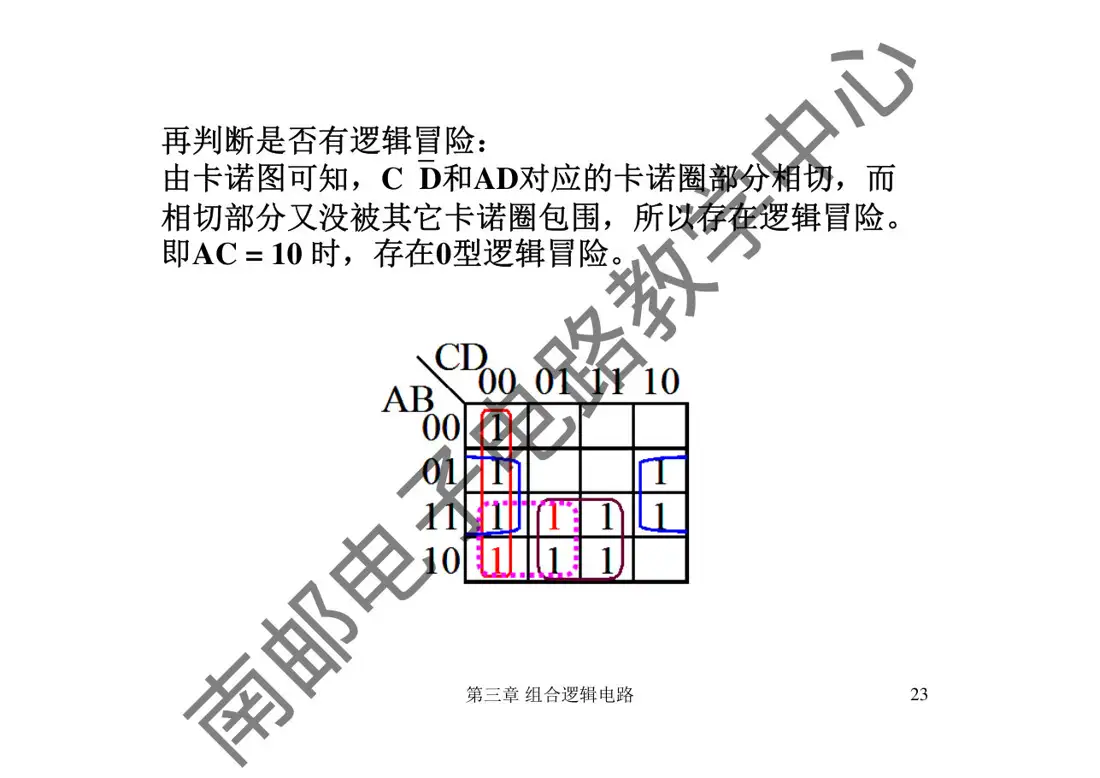 再判断是否有逻辑冒险：
由卡诺图可知，C D̅和AD对应的卡诺圈部分相切，而
相切部分又没被其它卡诺圈包围，所以存在逻辑冒险。
即AC = 10 时，存在0型逻辑冒险。
CD
00 01 11 10
AB
00 1
01 1 1
11 1 1 1 1
10 1 1 1
第三章 组合逻辑电路 23
南邮电子电路教学中心